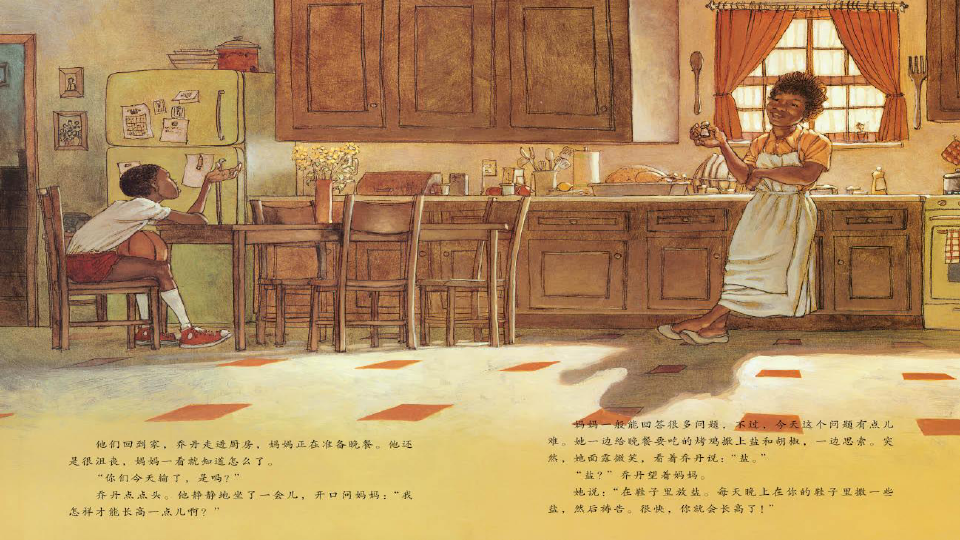 他们回到家，乔丹走进厨房，妈妈正在准备晚餐。他还
是很沮丧，妈妈一看就知道怎么了。
“你们今天输了，是吗？”
乔丹点点头。他静静地坐了一会儿，开口问妈妈：“我
怎样才能长高一点儿啊？”
妈妈一般能回答很多问题，不过，今天这个问题有点儿
难。她一边给晚餐要吃的烤鸡撒上盐和胡椒，一边思索。突
然，她面露微笑，看着乔丹说：“盐。”
“盐？”乔丹望着妈妈。
她说：“在鞋子里放盐。每天晚上在你的鞋子里撒一些
盐，然后祷告。很快，你就会长高了！”